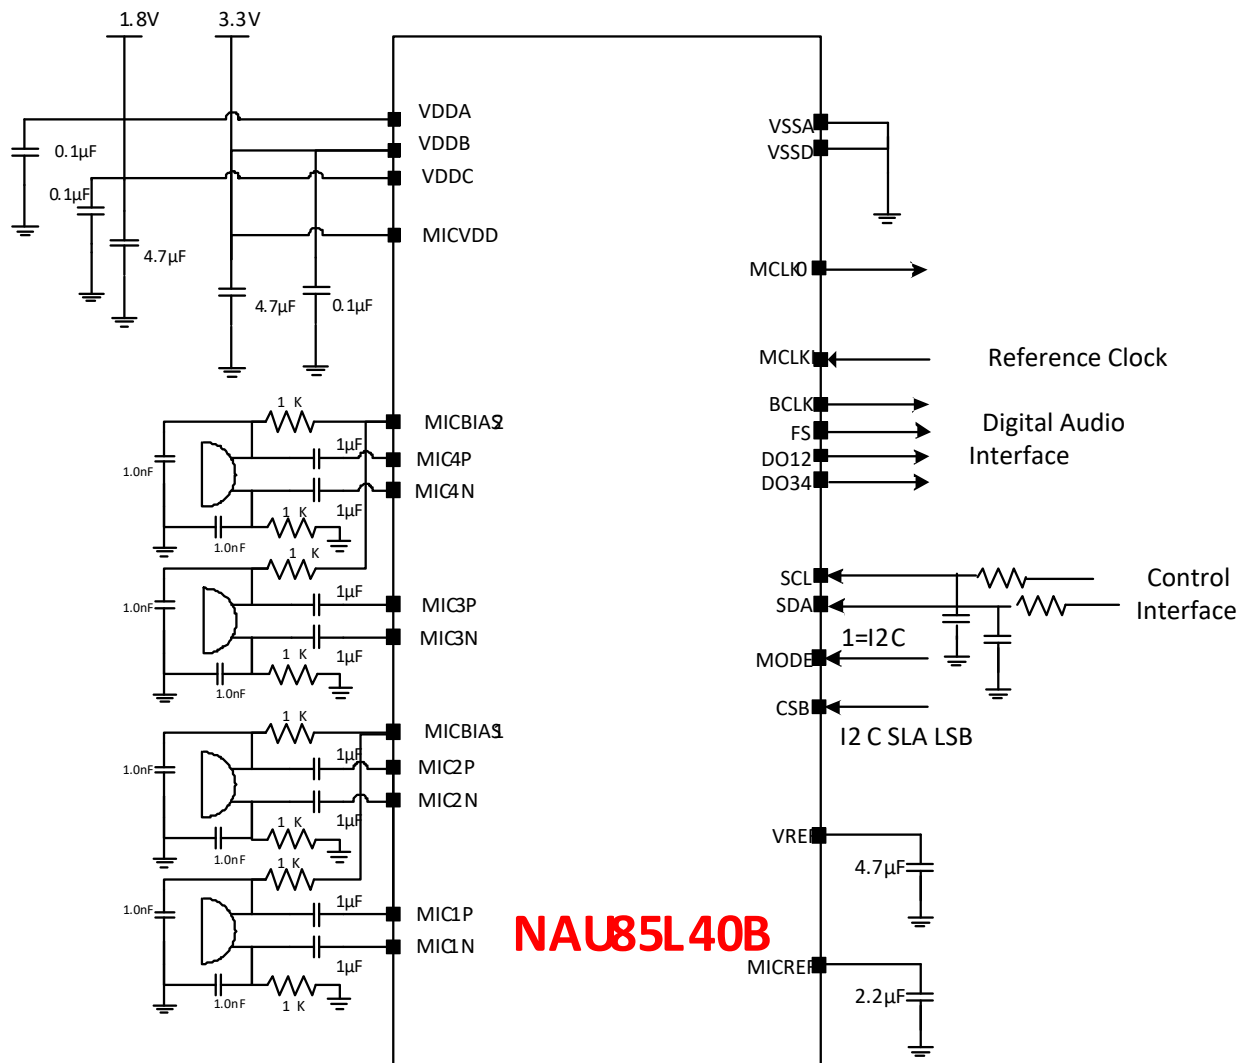 1.8V
3.3V
VDDA
VDDB
VDDC
MICVDD
0.1µF
0.1µF
4.7µF
4.7µF
0.1µF
VSSA
VSSD
MCLK0
MCLKI
Reference Clock
BCLK
FS
DO12
DO34
Digital Audio
Interface
1 K
MICBIAS2
1µF
MIC4P
1.0nF
MIC4N
1µF
1 K
1.0nF
1 K
1µF
1.0nF
MIC3P
MIC3N
1µF
1 K
1.0nF
SCL
SDA
Control
Interface
1=I2C
MODE
CSB
I2C SLA LSB
1 K
MICBIAS1
1µF
MIC2P
1.0nF
MIC2N
1µF
1 K
1.0nF
1 K
1µF
1.0nF
MIC1P
MIC1N
1µF
1.0nF
1 K
VREF
4.7µF
NAU85L40B
MICREF
2.2µF